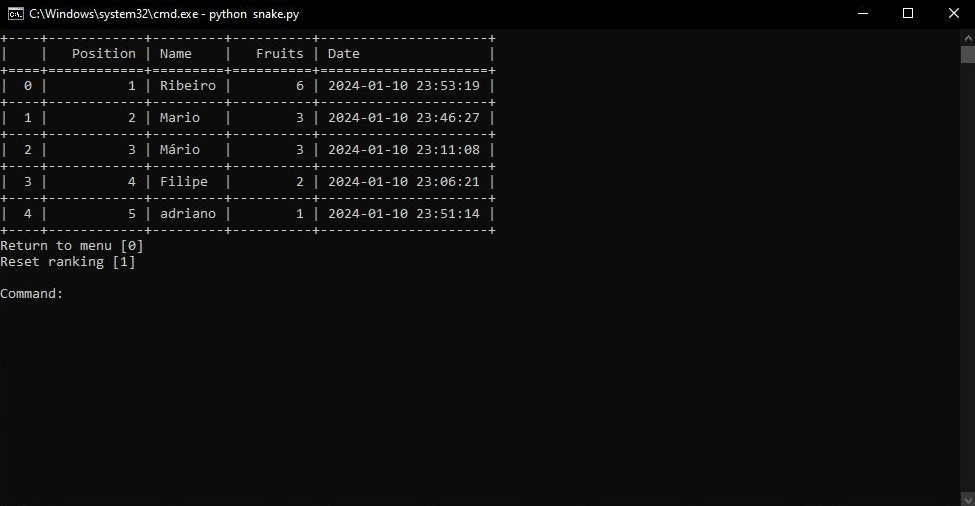 C:\Windows\system32\cmd.exe - python  snake.py
+----+------------+---------+----------+---------------------+
|    |   Position | Name    |   Fruits | Date                |
+====+============+=========+==========+=====================+
|  0 |          1 | Ribeiro |        6 | 2024-01-10 23:53:19 |
+----+------------+---------+----------+---------------------+
|  1 |          2 | Mario   |        3 | 2024-01-10 23:46:27 |
+----+------------+---------+----------+---------------------+
|  2 |          3 | Mário   |        3 | 2024-01-10 23:11:08 |
+----+------------+---------+----------+---------------------+
|  3 |          4 | Filipe  |        2 | 2024-01-10 23:06:21 |
+----+------------+---------+----------+---------------------+
|  4 |          5 | adriano |        1 | 2024-01-10 23:51:14 |
+----+------------+---------+----------+---------------------+
Return to menu [0]
Reset ranking [1]
Command: